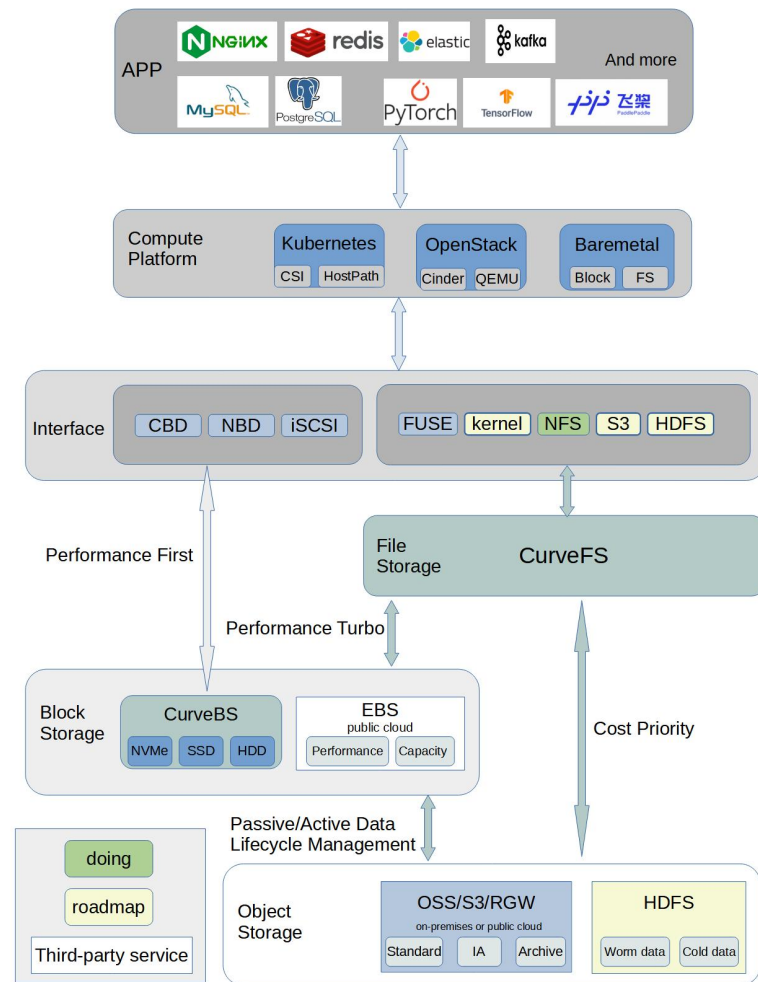 NGiNX
redis
elastic
kafka
APP
And more
MySQL
PostgreSQL
PyTorch
TensorFlow
飞桨
PaddlePaddle
Compute
Platform
Kubernetes
CSI
HostPath
OpenStack
Cinder
QEMU
Baremetal
Block
FS
Interface
CBD
NBD
iSCSI
FUSE
kernel
NFS
S3
HDFS
Performance First
File
Storage
CurveFS
Performance Turbo
Block
Storage
CurveBS
NVMe
SSD
HDD
EBS
public cloud
Performance
Capacity
Cost Priority
Passive/Active Data
Lifecycle Management
doing
roadmap
Third-party service
Object
Storage
OSS/S3/RGW
on-premises or public cloud
Standard
IA
Archive
HDFS
Worm data
Cold data